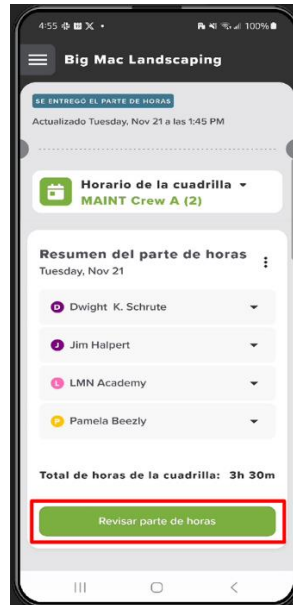 4:55
100%
Big Mac Landscaping
SE ENTREGÓ EL PARTE DE HORAS
Actualizado Tuesday, Nov 21 a las 1:45 PM
Horario de la cuadrilla
MAINT Crew A (2)
Resumen del parte de horas
Tuesday, Nov 21
D Dwight K. Schrute
J Jim Halpert
L LMN Academy
P Pamela Beezly
Total de horas de la cuadrilla: 3h 30m
Revisar parte de horas